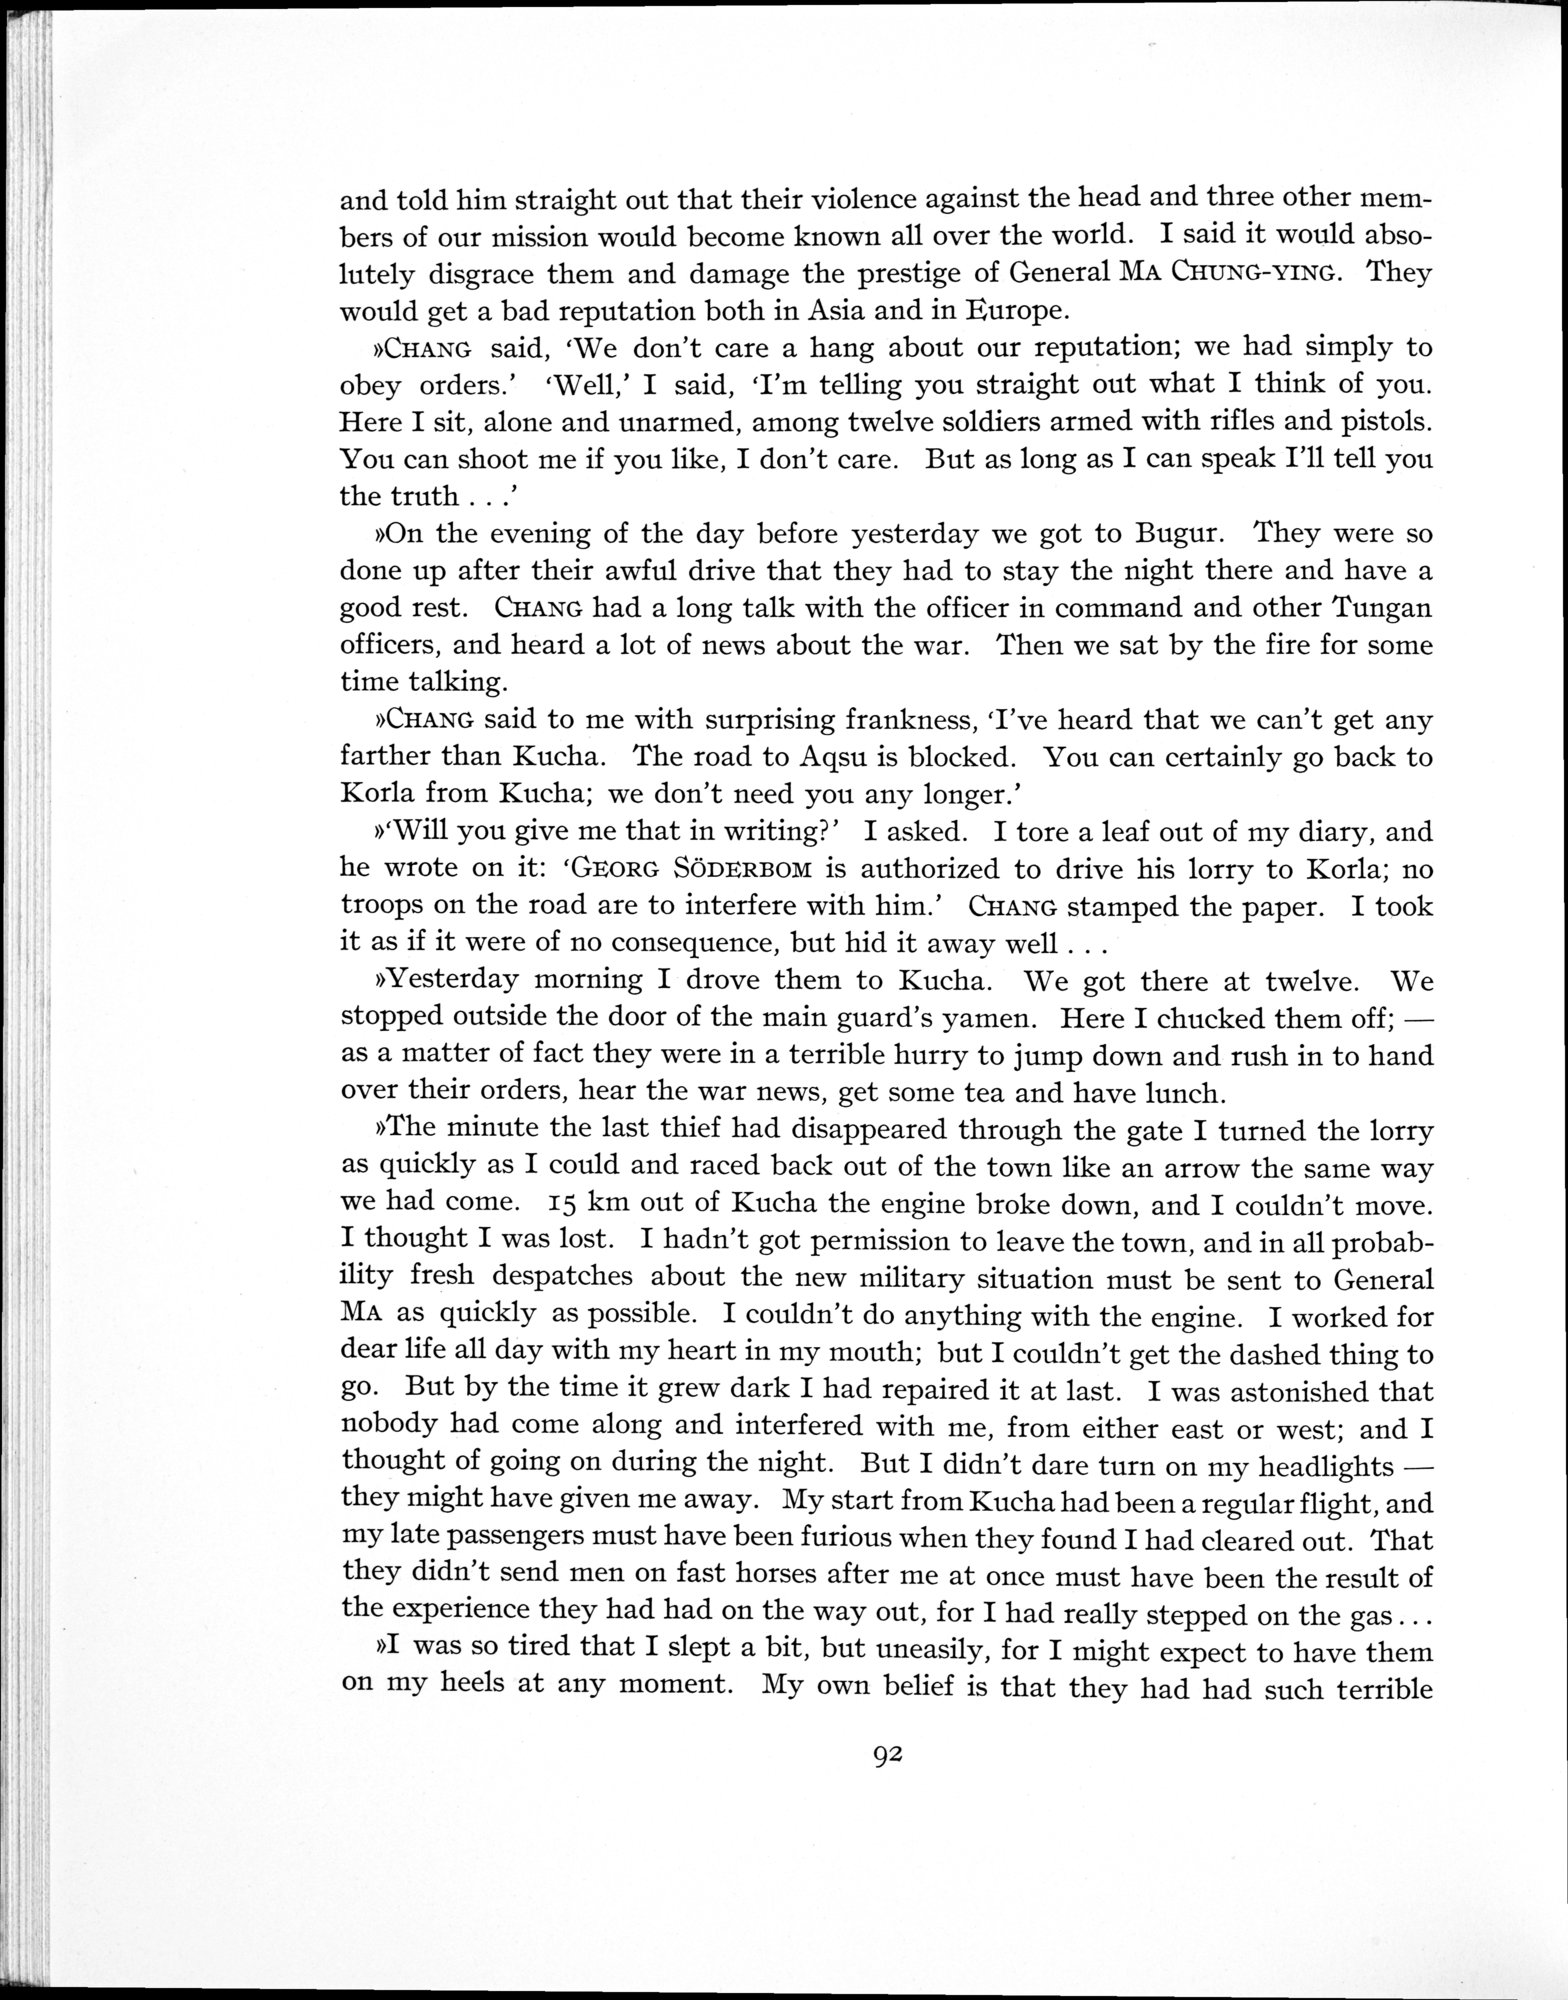 and told him straight out that their violence against the head and three other mem-
bers of our mission would become known all over the world. I said it would abso-
lutely disgrace them and damage the prestige of General MA CHUNG-YING. They
would get a bad reputation both in Asia and in Europe.
»CHANG said, ‘We don't care a hang about our reputation; we had simply to
obey orders.’ ‘Well,’ I said, ‘I'm telling you straight out what I think of you.
Here I sit, alone and unarmed, among twelve soldiers armed with rifles and pistols.
You can shoot me if you like, I don't care. But as long as I can speak I'll tell you
the truth . . .’
»On the evening of the day before yesterday we got to Bugur. They were so
done up after their awful drive that they had to stay the night there and have a
good rest. CHANG had a long talk with the officer in command and other Tungan
officers, and heard a lot of news about the war. Then we sat by the fire for some
time talking.
»CHANG said to me with surprising frankness, ‘I've heard that we can't get any
farther than Kucha. The road to Aqsu is blocked. You can certainly go back to
Korla from Kucha; we don't need you any longer.’
»‘Will you give me that in writing?’ I asked. I tore a leaf out of my diary, and
he wrote on it: ‘GEORG SÖDERBOM is authorized to drive his lorry to Korla; no
troops on the road are to interfere with him.’ CHANG stamped the paper. I took
it as if it were of no consequence, but hid it away well . . .
»Yesterday morning I drove them to Kucha. We got there at twelve. We
stopped outside the door of the main guard's yamen. Here I chucked them off; —
as a matter of fact they were in a terrible hurry to jump down and rush in to hand
over their orders, hear the war news, get some tea and have lunch.
»The minute the last thief had disappeared through the gate I turned the lorry
as quickly as I could and raced back out of the town like an arrow the same way
we had come. 15 km out of Kucha the engine broke down, and I couldn't move.
I thought I was lost. I hadn't got permission to leave the town, and in all probab-
ility fresh despatches about the new military situation must be sent to General
MA as quickly as possible. I couldn't do anything with the engine. I worked for
dear life all day with my heart in my mouth; but I couldn't get the dashed thing to
go. But by the time it grew dark I had repaired it at last. I was astonished that
nobody had come along and interfered with me, from either east or west; and I
thought of going on during the night. But I didn't dare turn on my headlights —
they might have given me away. My start from Kucha had been a regular flight, and
my late passengers must have been furious when they found I had cleared out. That
they didn't send men on fast horses after me at once must have been the result of
the experience they had had on the way out, for I had really stepped on the gas . . .
»I was so tired that I slept a bit, but uneasily, for I might expect to have them
on my heels at any moment. My own belief is that they had had such terrible
92